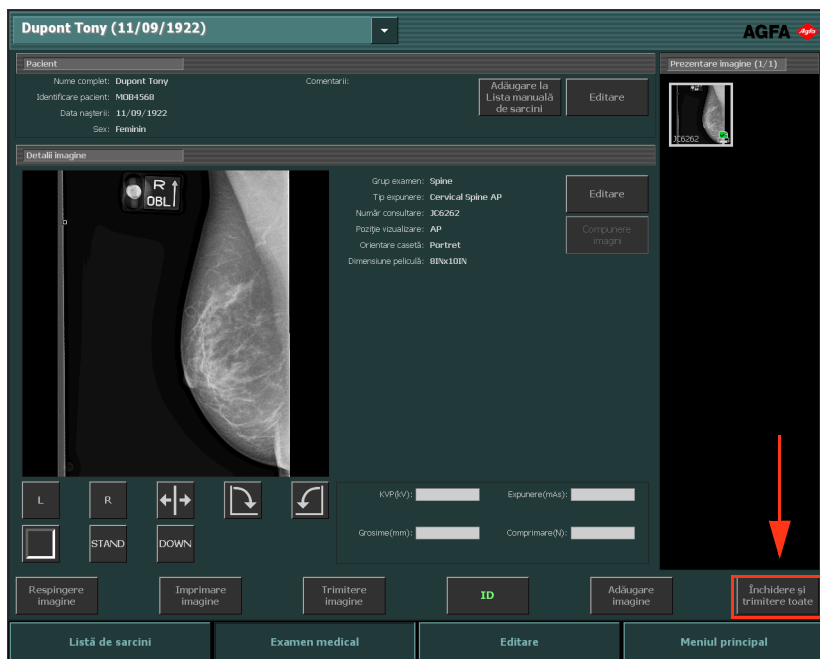 Dupont Tony (11/09/1922)
AGFA
Agfa
Pacient
Nume complet: Dupont Tony
Identificare pacient: MOB4568
Data nașterii: 11/09/1922
Sex: Feminin
Comentarii:
Adăugare la
Lista manuală
de sarcini
Editare
Prezentare imagine (1/1)
JC6262
Detalii imagine
R
OBL
Grup examen: Spine
Tip expunere: Cervical Spine AP
Număr consultare: JC6262
Poziție vizualizare: AP
Orientare casetă: Portret
Dimensiune peliculă: 8INx10IN
Editare
Compunere
imagini
L
R
STAND
DOWN
KVP(kV):
Expunere(mAs):
Grosime(mm):
Comprimare(N):
Respingere
imagine
Imprimare
imagine
Trimitere
imagine
ID
Adăugare
imagine
Închidere și
trimitere toate
Listă de sarcini
Examen medical
Editare
Meniul principal